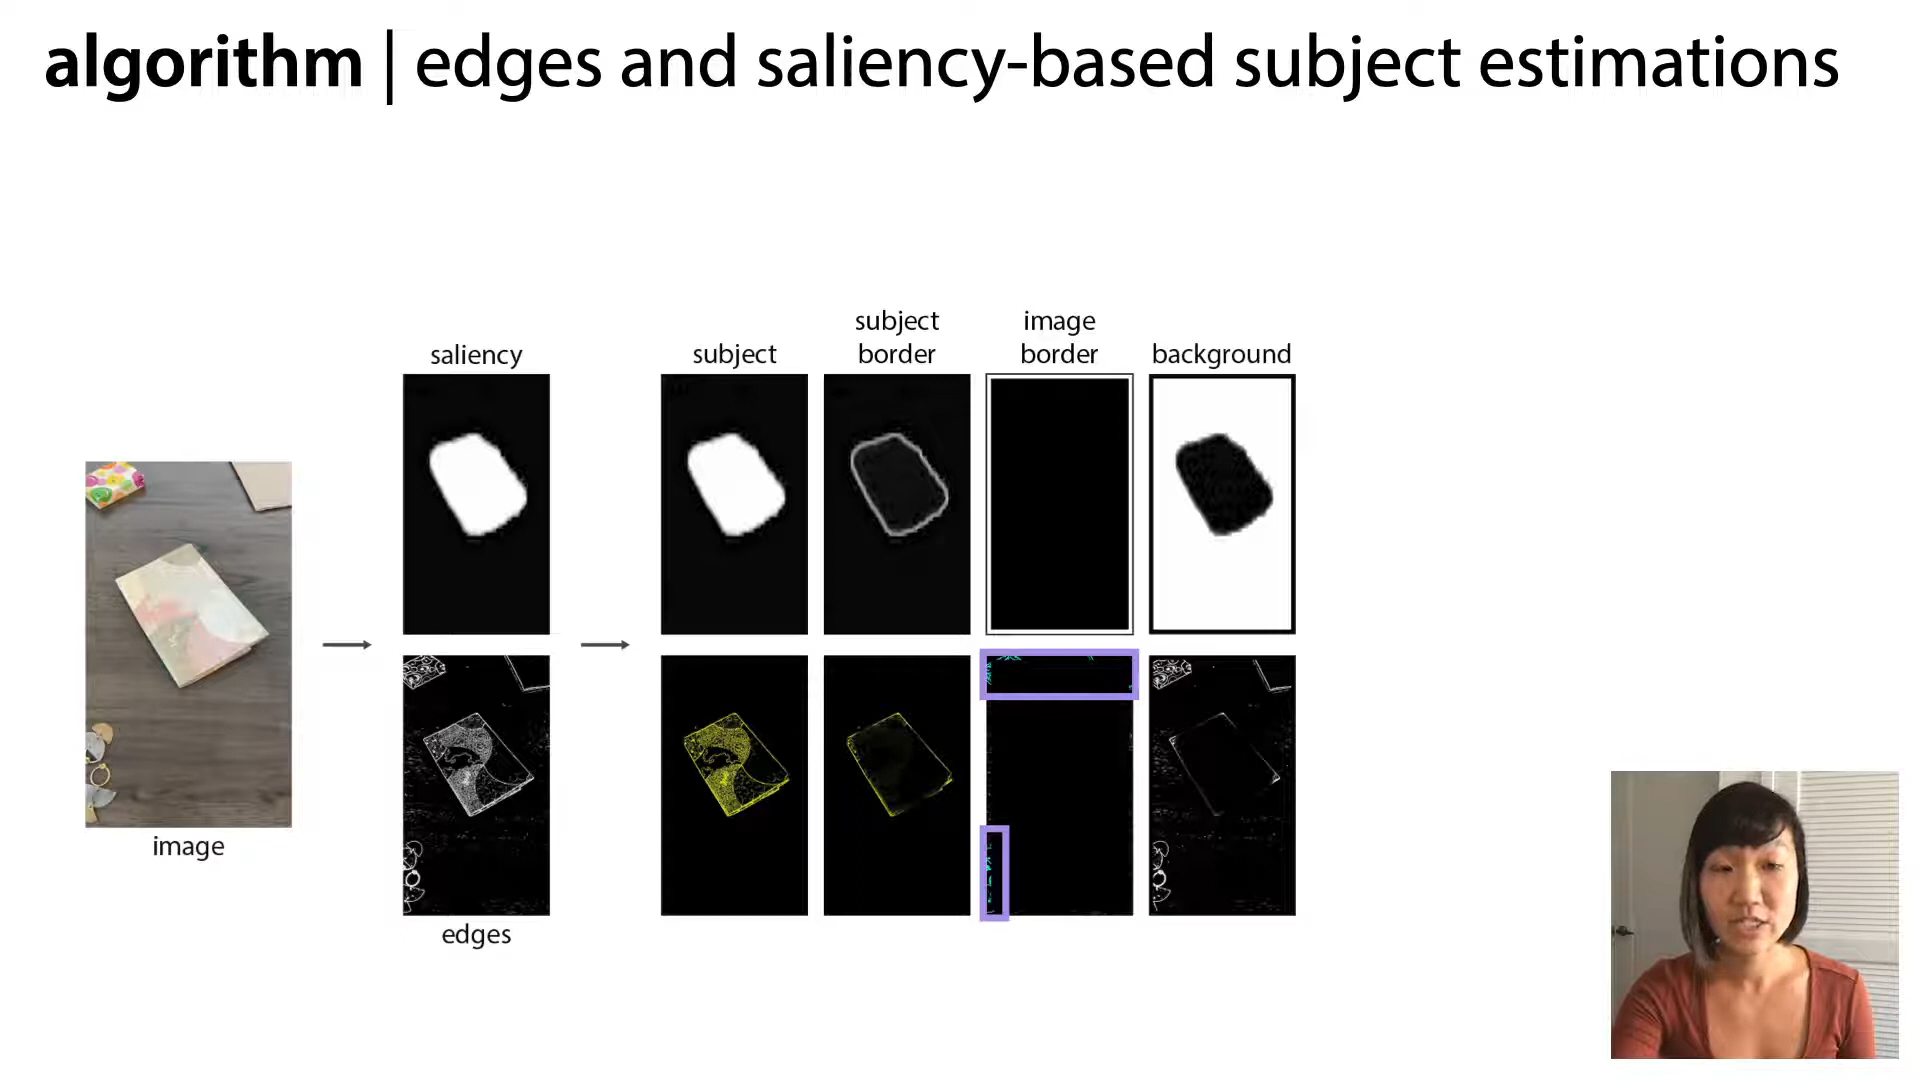 algorithm | edges and saliency-based subject estimations
saliency
subject
subject
border
image
border
background
image
edges